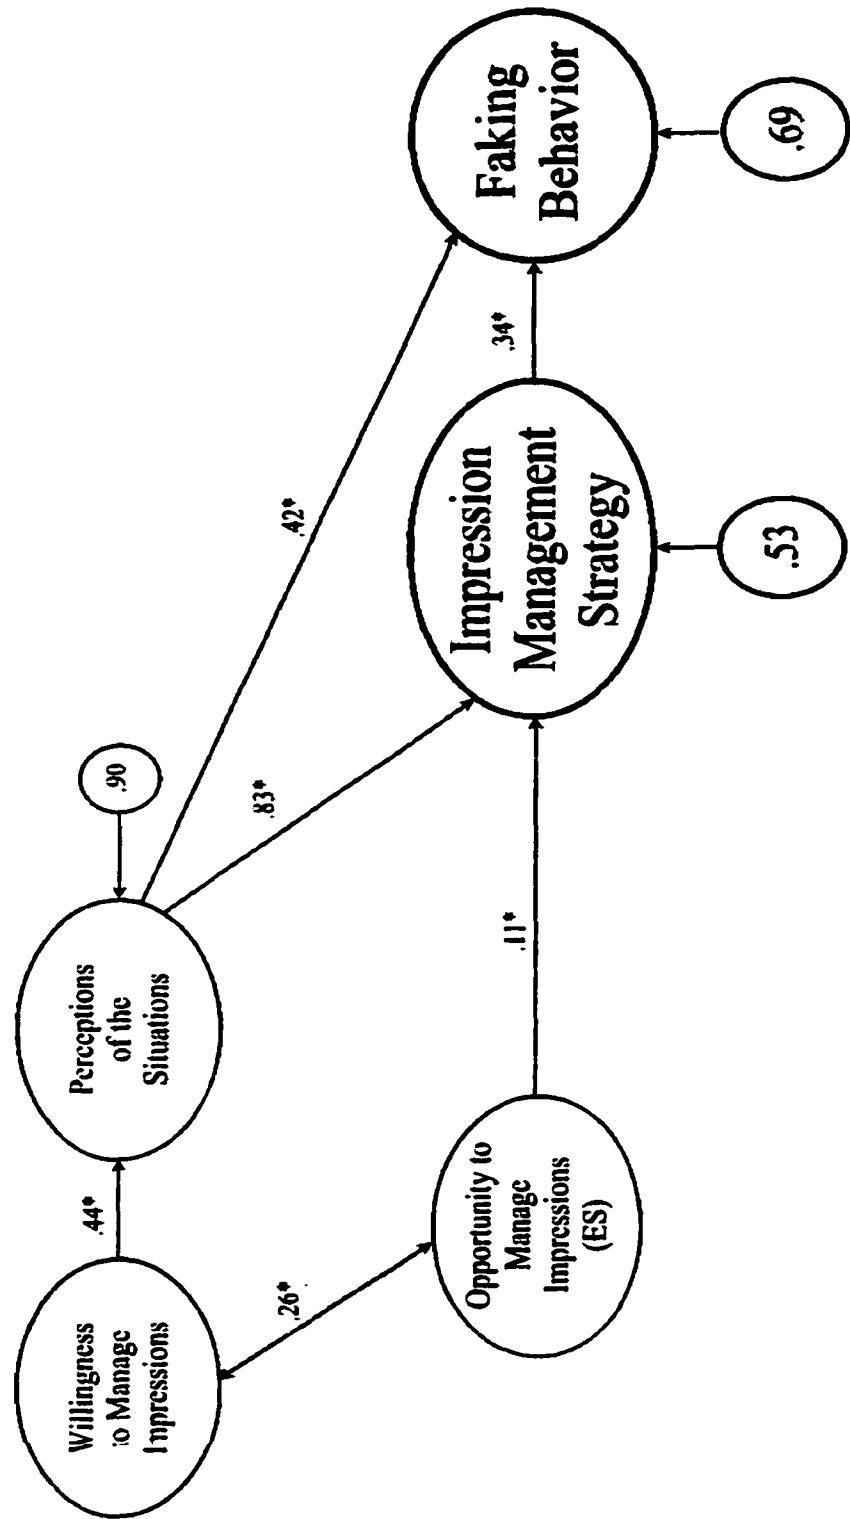 Willingness
to Manage
Inpressions
.44*
Perceptions
of the
Situations
.90
.26*
.83*
.42*
Opportunity to
Manage
Impressions
(ES)
.11*
Impression
Management
Strategy
.34*
Faking
Behavior
.53
.69